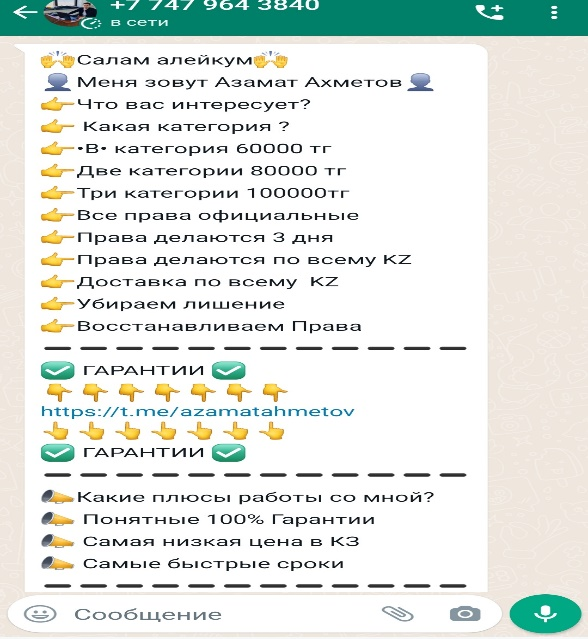 +7 747 964 3840
в сети
🙌Салам алейкум🙌
👤Меня зовут Азамат Ахметов👤
👉Что вас интересует?
👉 Какая категория ?
👉•В• категория 60000 тг
👉Две категории 80000 тг
👉Три категории 100000тг
👉Все права официальные
👉Права делаются 3 дня
👉Права делаются по всему KZ
👉Доставка по всему  KZ
👉Убираем лишение
👉Восстанавливаем Права
— — — — — — — — — — — —
✅ ГАРАНТИИ ✅
👇👇👇👇👇👇👇
https://t.me/azamatahmetov
👆👆👆👆👆👆👆
✅ ГАРАНТИИ ✅
— — — — — — — — — — — —
📣Какие плюсы работы со мной?
📣 Понятные 100% Гарантии
📣 Самая низкая цена в КЗ
📣 Самые быстрые сроки
— — — — — — — — — — — —
Сообщение